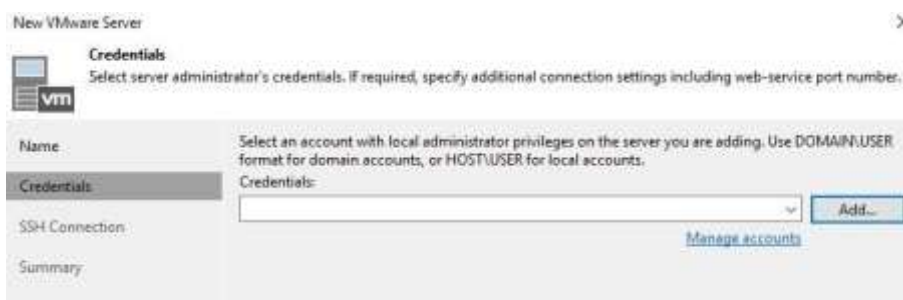 New VMware Server
Credentials
Select server administrator's credentials. If required, specify additional connection settings including web-service port number.
vm
Name
Credentials
SSH Connection
Summary
Select an account with local administrator privileges on the server you are adding. Use DOMAIN\USER
format for domain accounts, or HOST\USER for local accounts.
Credentials:
Add...
Manage accounts